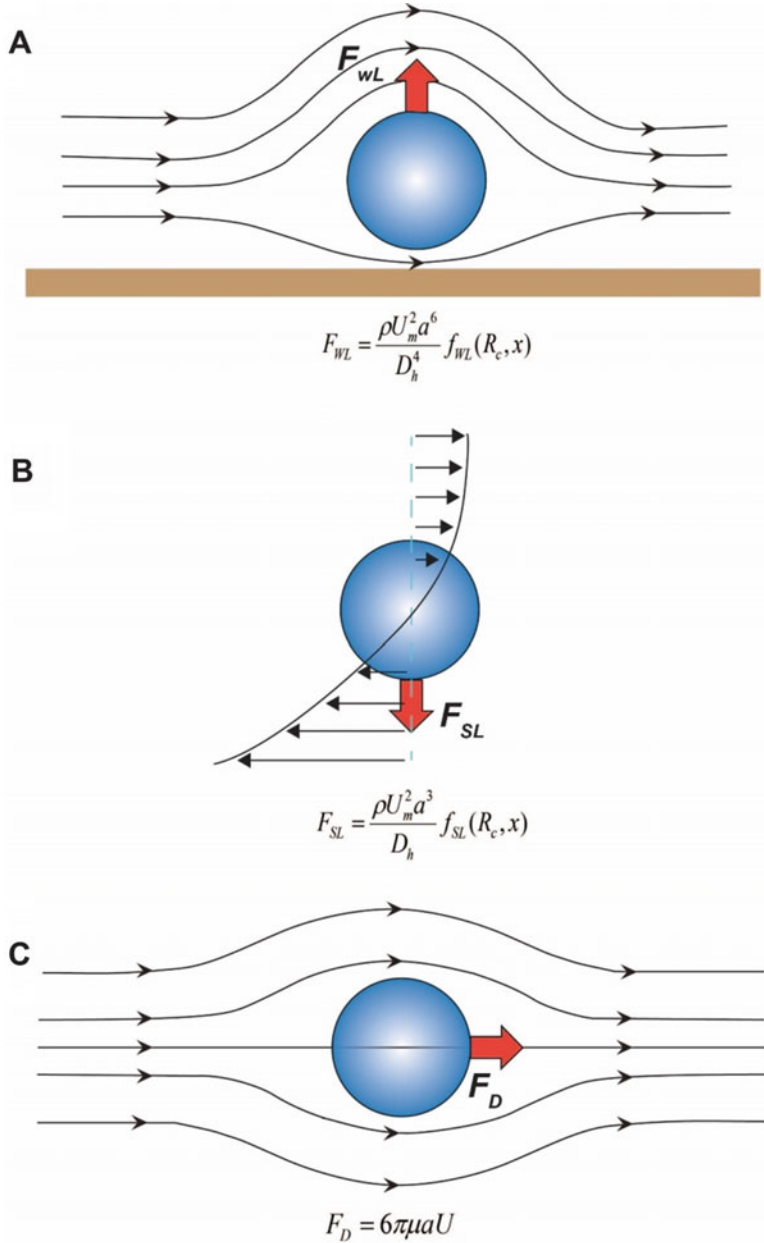 A
F_wL
F_WL = ρU_m^2 a^6 / D_h^4 f_WL(R_c, x)
B
F_SL
F_SL = ρU_m^2 a^3 / D_h f_SL(R_c, x)
C
F_D
F_D = 6πμaU